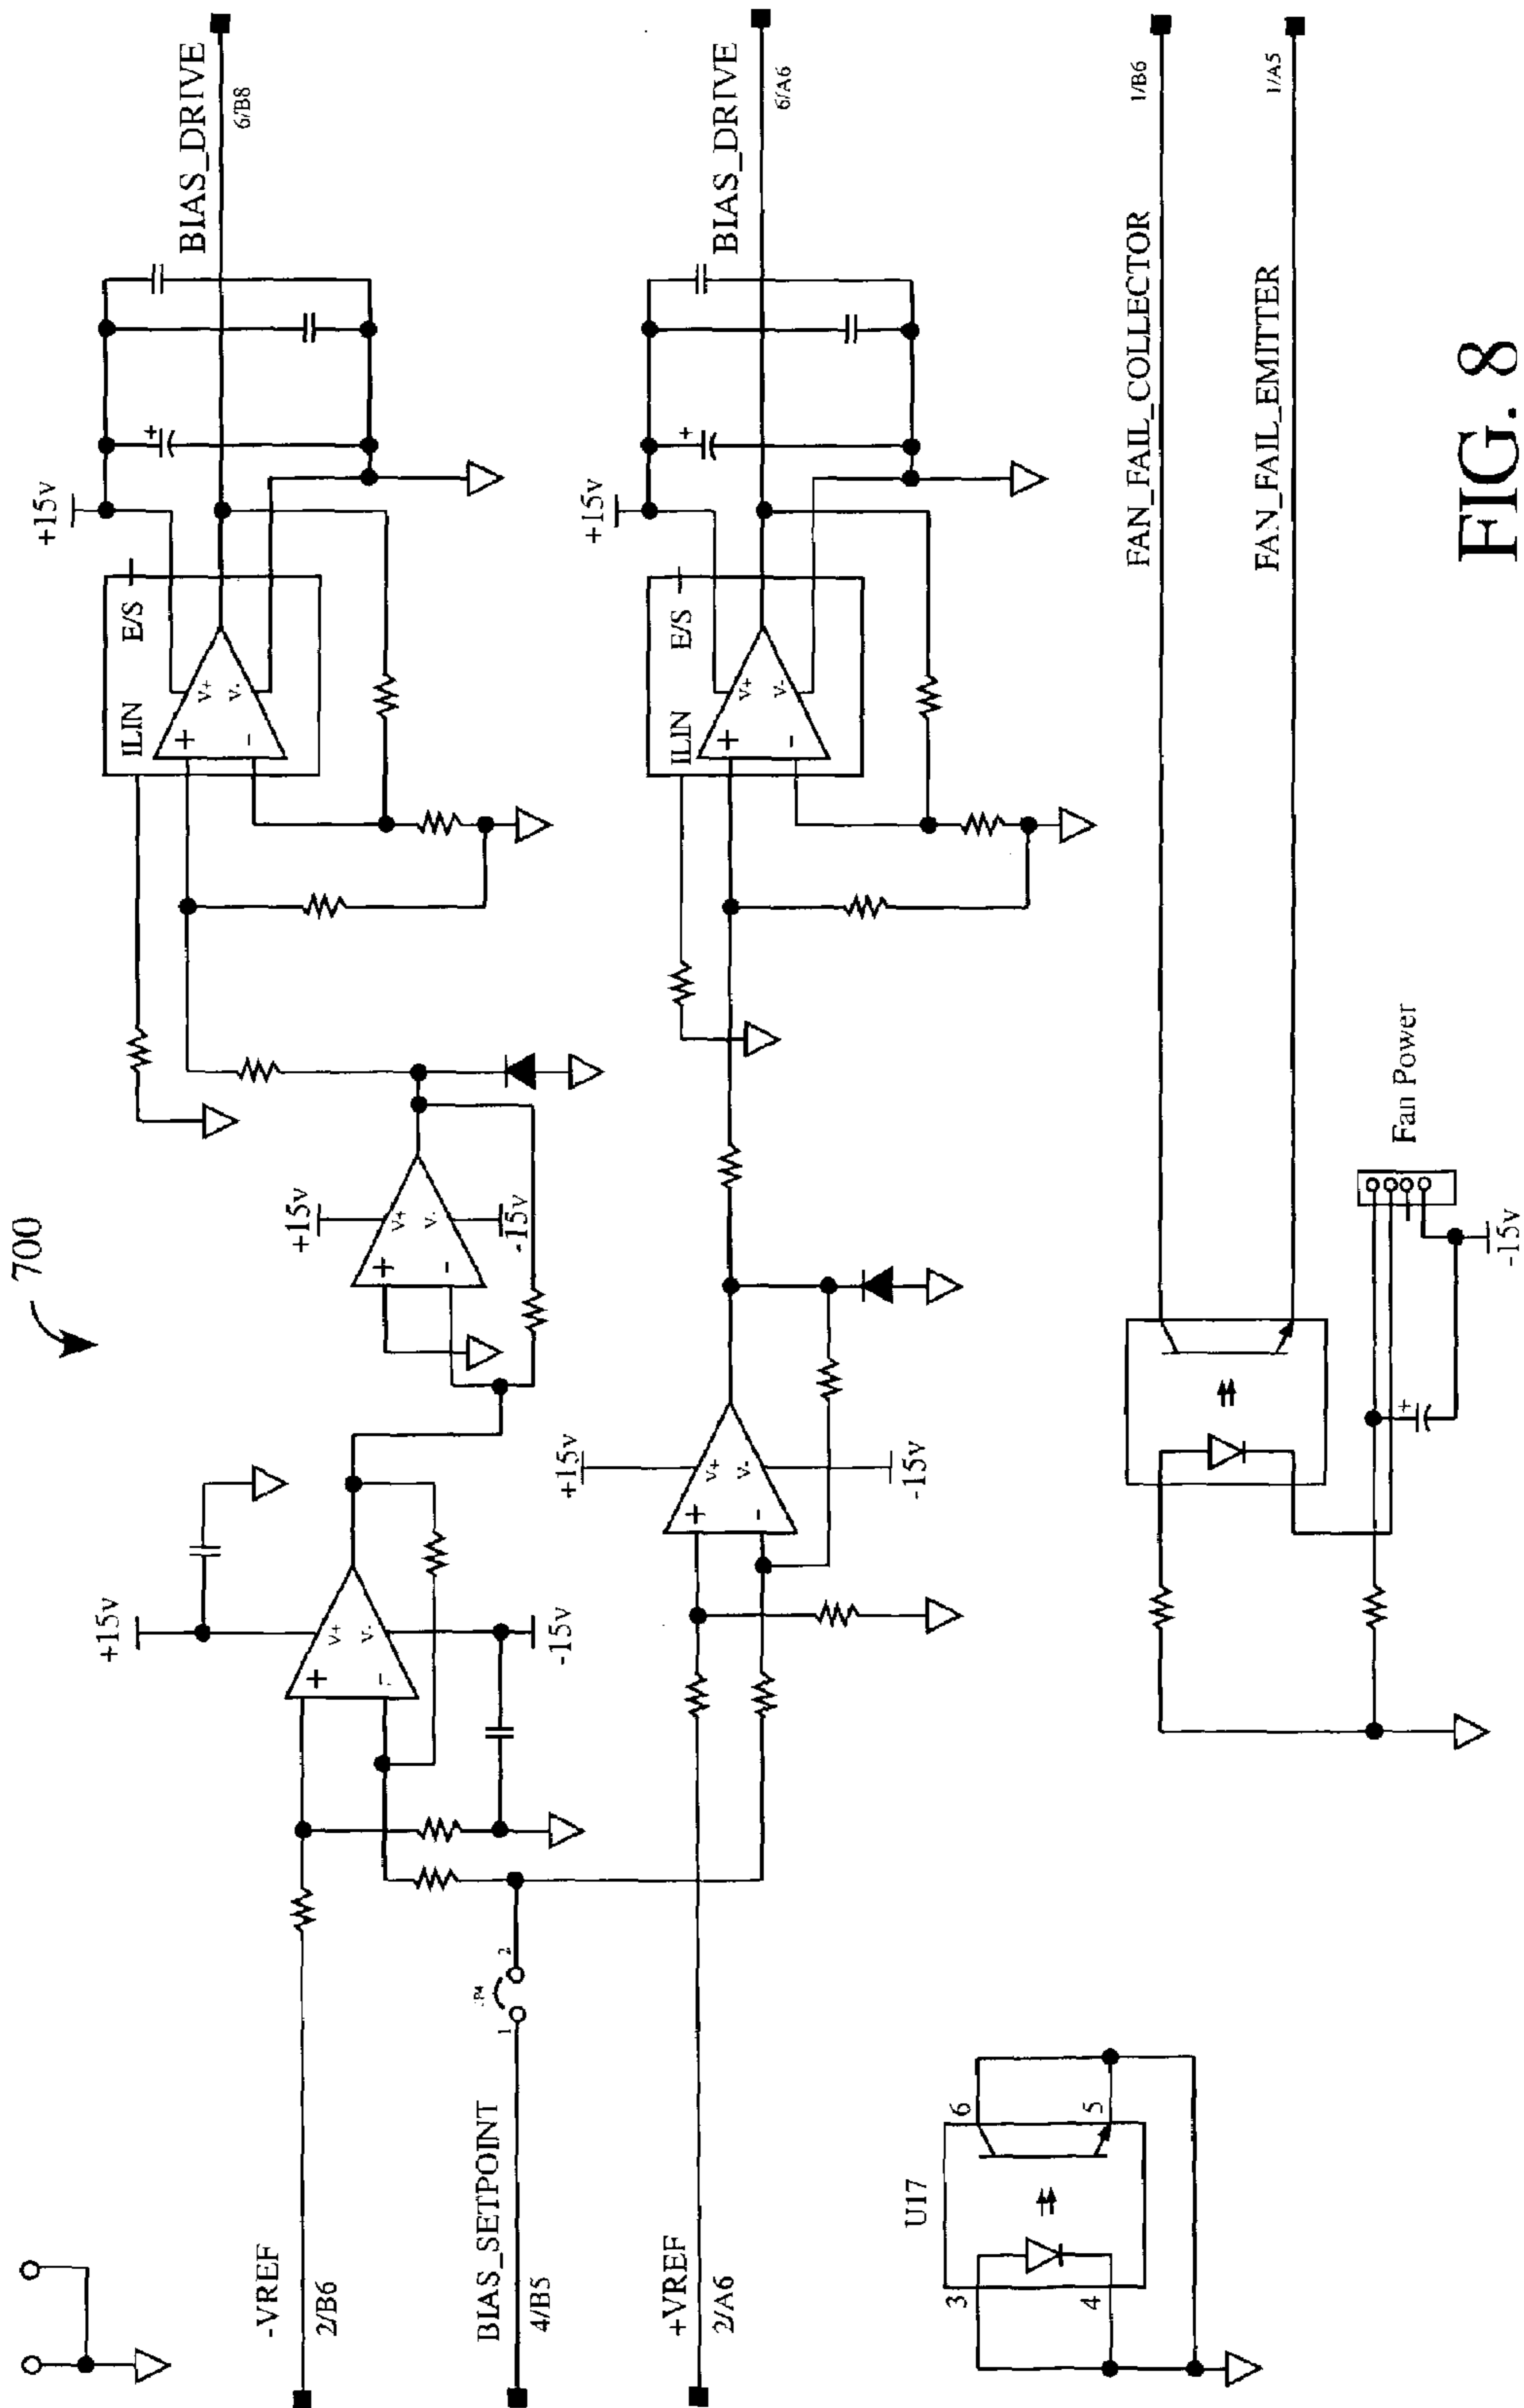 700
-VREF
2/B6
BIAS_SETPOINT
4/B5
1
2
+VREF
2/A6
+15v
+
-
v+
v-
-15v
+15v
+
-
v+
v-
-15v
ILIN
E/S
+
-
v+
v-
+15v
+
BIAS_DRIVE
6/B8
+15v
+
-
v+
v-
-15v
ILIN
E/S
+
-
v+
v-
+15v
+
BIAS_DRIVE
6/A6
U17
3
4
6
5
FAN_FAIL_COLLECTOR
1/B6
FAN_FAIL_EMITTER
1/A5
+
Fan Power
-15v
FIG. 8